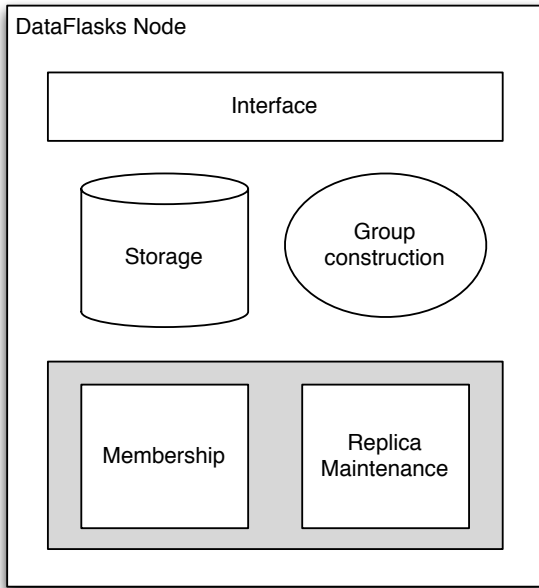 DataFlasks Node
Interface
Storage
Group
construction
Membership
Replica
Maintenance